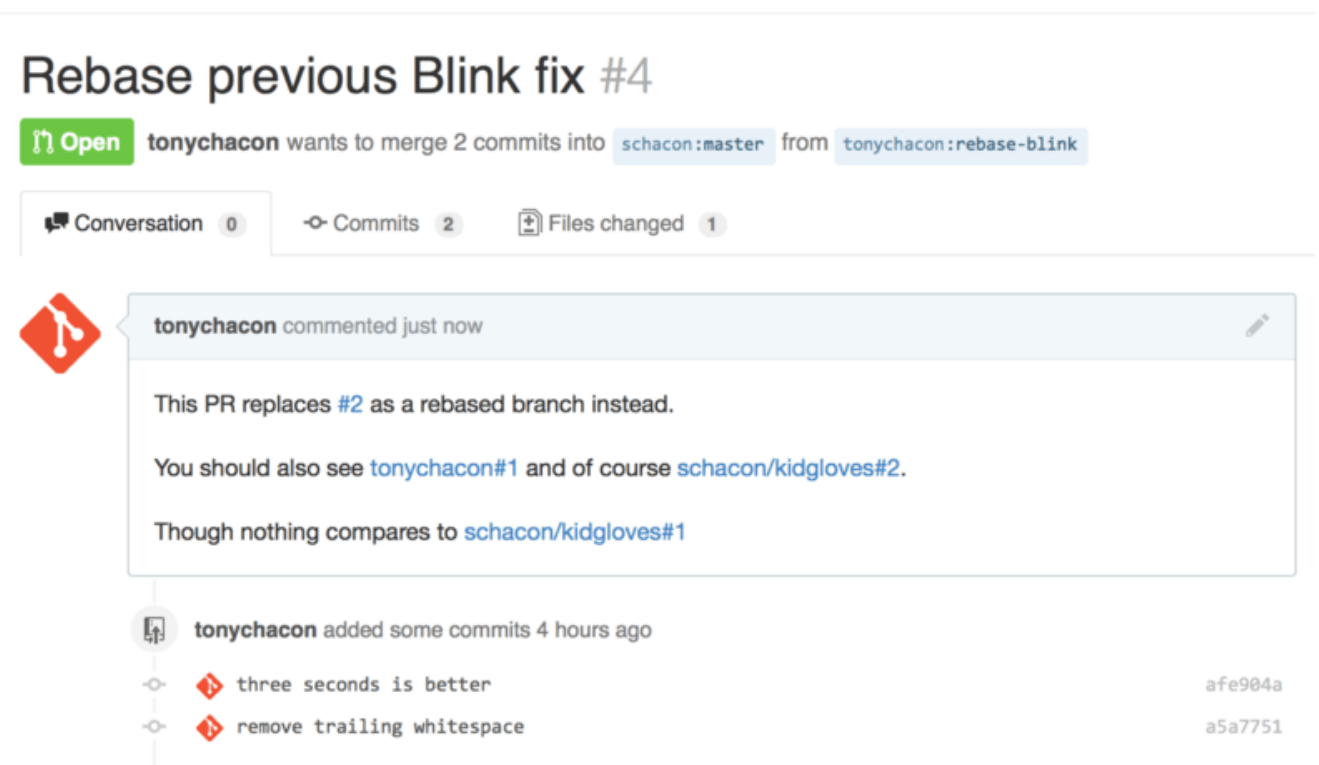 Rebase previous Blink fix #4
Open tonychacon wants to merge 2 commits into schacon:master from tonychacon:rebase-blink
Conversation 0 Commits 2 Files changed 1
tonychacon commented just now
This PR replaces #2 as a rebased branch instead.
You should also see tonychacon#1 and of course schacon/kidgloves#2.
Though nothing compares to schacon/kidgloves#1
tonychacon added some commits 4 hours ago
three seconds is better afe904a
remove trailing whitespace a5a7751